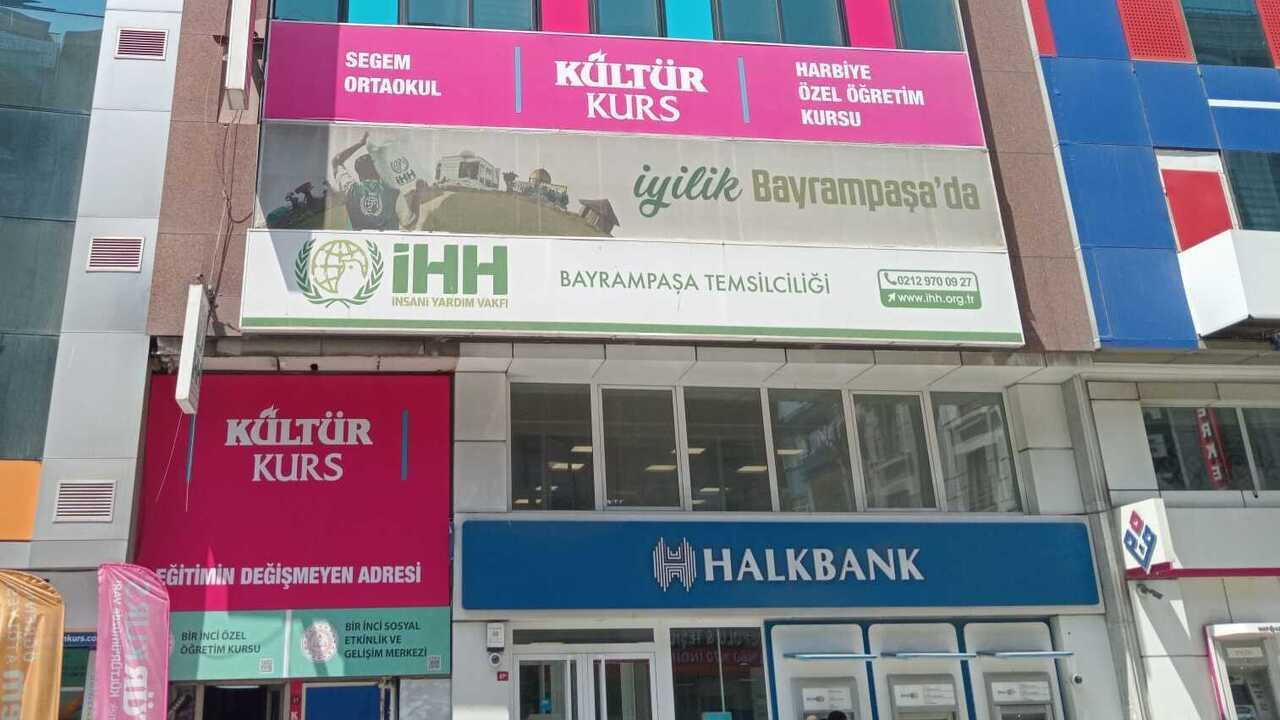 SEGEM
ORTAOKUL
KÜLTÜR
KURS
HARBİYE
ÖZEL ÖĞRETİM
KURSU
iyilik Bayrampaşa'da
İHH
İNSANİ YARDIM VAKFI
BAYRAMPAŞA TEMSİLCİLİĞİ
0212 970 09 27
www.ihh.org.tr
KÜLTÜR
KURS
EĞİTİMİN DEĞİŞMEYEN ADRESİ
BİR İNCİ ÖZEL
ÖĞRETİM KURSU
BİR İNCİ SOSYAL
ETKİNLİK VE
GELİŞİM MERKEZİ
HALKBANK